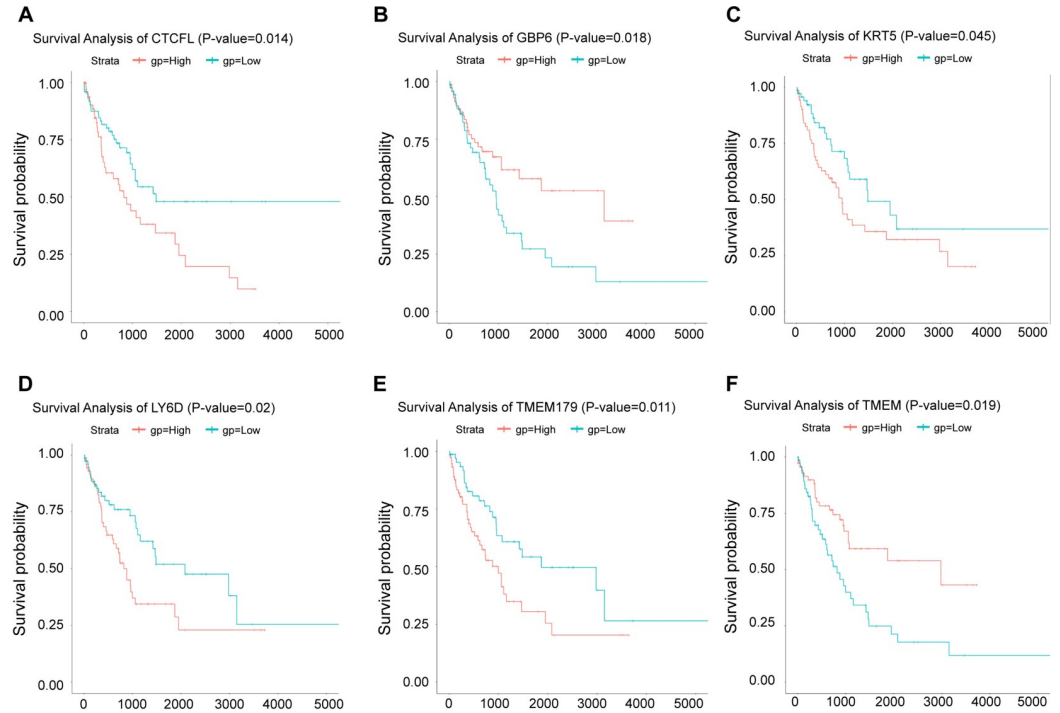 A
Survival Analysis of CTCFL (P-value=0.014)
Strata gp=High gp=Low
Survival probability
1.00
0.75
0.50
0.25
0.00
0 1000 2000 3000 4000 5000
B
Survival Analysis of GBP6 (P-value=0.018)
Strata gp=High gp=Low
Survival probability
1.00
0.75
0.50
0.25
0.00
0 1000 2000 3000 4000 5000
C
Survival Analysis of KRT5 (P-value=0.045)
Strata gp=High gp=Low
Survival probability
1.00
0.75
0.50
0.25
0.00
0 1000 2000 3000 4000 5000
D
Survival Analysis of LY6D (P-value=0.02)
Strata gp=High gp=Low
Survival probability
1.00
0.75
0.50
0.25
0.00
0 1000 2000 3000 4000 5000
E
Survival Analysis of TMEM179 (P-value=0.011)
Strata gp=High gp=Low
Survival probability
1.00
0.75
0.50
0.25
0.00
0 1000 2000 3000 4000 5000
F
Survival Analysis of TMEM (P-value=0.019)
Strata gp=High gp=Low
Survival probability
1.00
0.75
0.50
0.25
0.00
0 1000 2000 3000 4000 5000